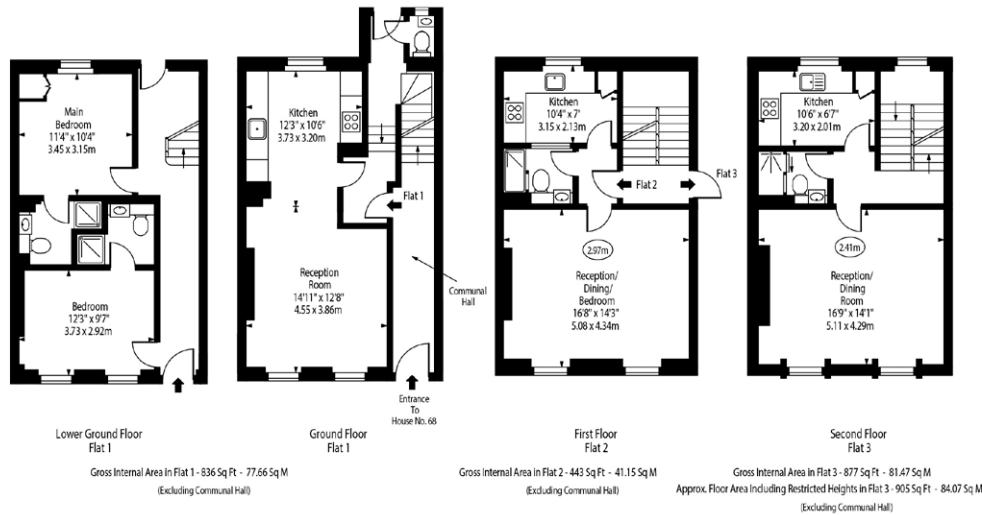 Main
Bedroom
11'4" x 10'4"
3.45 x 3.15m
Bedroom
12'3" x 9'7"
3.73 x 2.92m
Kitchen
12'3" x 10'6"
3.73 x 3.20m
Flat 1
Reception
Room
14'11" x 12'8"
4.55 x 3.86m
Communal
Hall
Entrance
To
House No. 68
Kitchen
10'4" x 7'
3.15 x 2.13m
Flat 2
Flat 3
2.97m
Reception/
Dining/
Bedroom
16'8" x 14'3"
5.08 x 4.34m
Kitchen
10'6" x 6'7"
3.20 x 2.01m
2.41m
Reception/
Dining
Room
16'9" x 14'1"
5.11 x 4.29m
Lower Ground Floor
Flat 1
Ground Floor
Flat 1
First Floor
Flat 2
Second Floor
Flat 3
Gross Internal Area in Flat 1 - 836 Sq Ft - 77.66 Sq M
(Excluding Communal Hall)
Gross Internal Area in Flat 2 - 443 Sq Ft - 41.15 Sq M
(Excluding Communal Hall)
Gross Internal Area in Flat 3 - 877 Sq Ft - 81.47 Sq M
Approx. Floor Area Including Restricted Heights in Flat 3 - 905 Sq Ft - 84.07 Sq M
(Excluding Communal Hall)